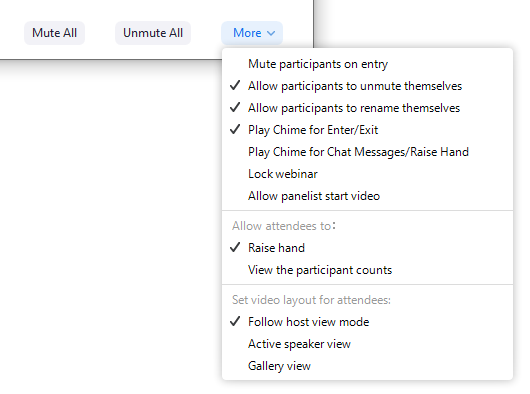 Mute All
Unmute All
More
Mute participants on entry
Allow participants to unmute themselves
Allow participants to rename themselves
Play Chime for Enter/Exit
Play Chime for Chat Messages/Raise Hand
Lock webinar
Allow panelist start video
Allow attendees to:
Raise hand
View the participant counts
Set video layout for attendees:
Follow host view mode
Active speaker view
Gallery view